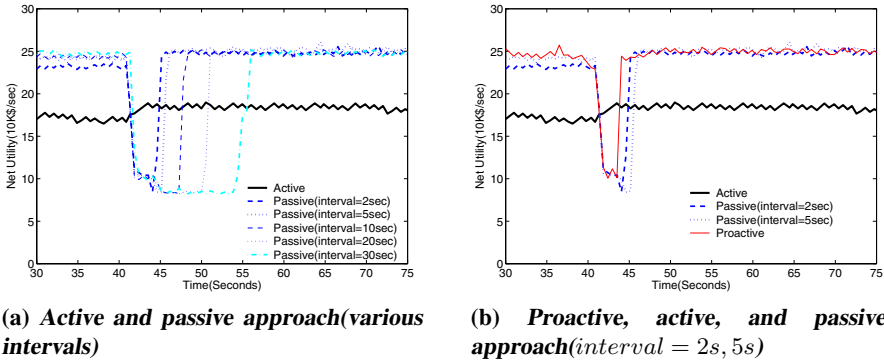 30
25
20
15
10
5
0
Net Utility(10K$/sec)
Active
Passive(interval=2sec)
Passive(interval=5sec)
Passive(interval=10sec)
Passive(interval=20sec)
Passive(interval=30sec)
30 35 40 45 50 55 60 65 70 75
Time(Seconds)
(a) Active and passive approach(various
intervals)
30
25
20
15
10
5
0
Net Utility(10K$/sec)
Active
Passive(interval=2sec)
Passive(interval=5sec)
Proactive
30 35 40 45 50 55 60 65 70 75
Time(Seconds)
(b) Proactive, active, and passive
approach(interval = 2s, 5s)